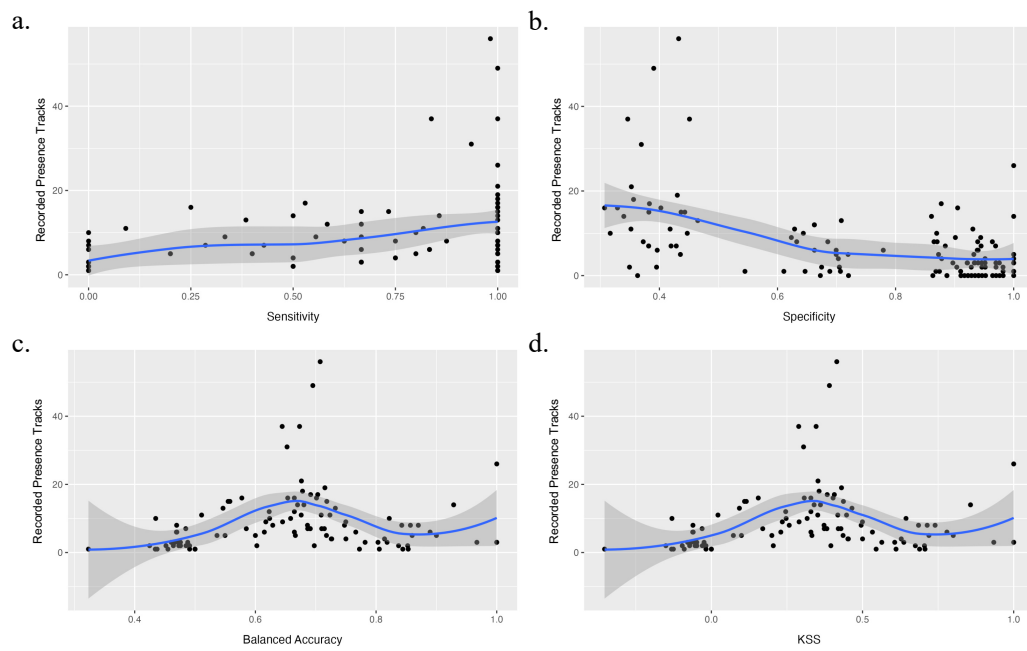 a.
Recorded Presence Tracks
40
20
0
0.00 0.25 0.50 0.75 1.00
Sensitivity
b.
Recorded Presence Tracks
40
20
0
0.4 0.6 0.8 1.0
Specificity
c.
Recorded Presence Tracks
40
20
0
0.4 0.6 0.8 1.0
Balanced Accuracy
d.
Recorded Presence Tracks
40
20
0
0.0 0.5 1.0
KSS